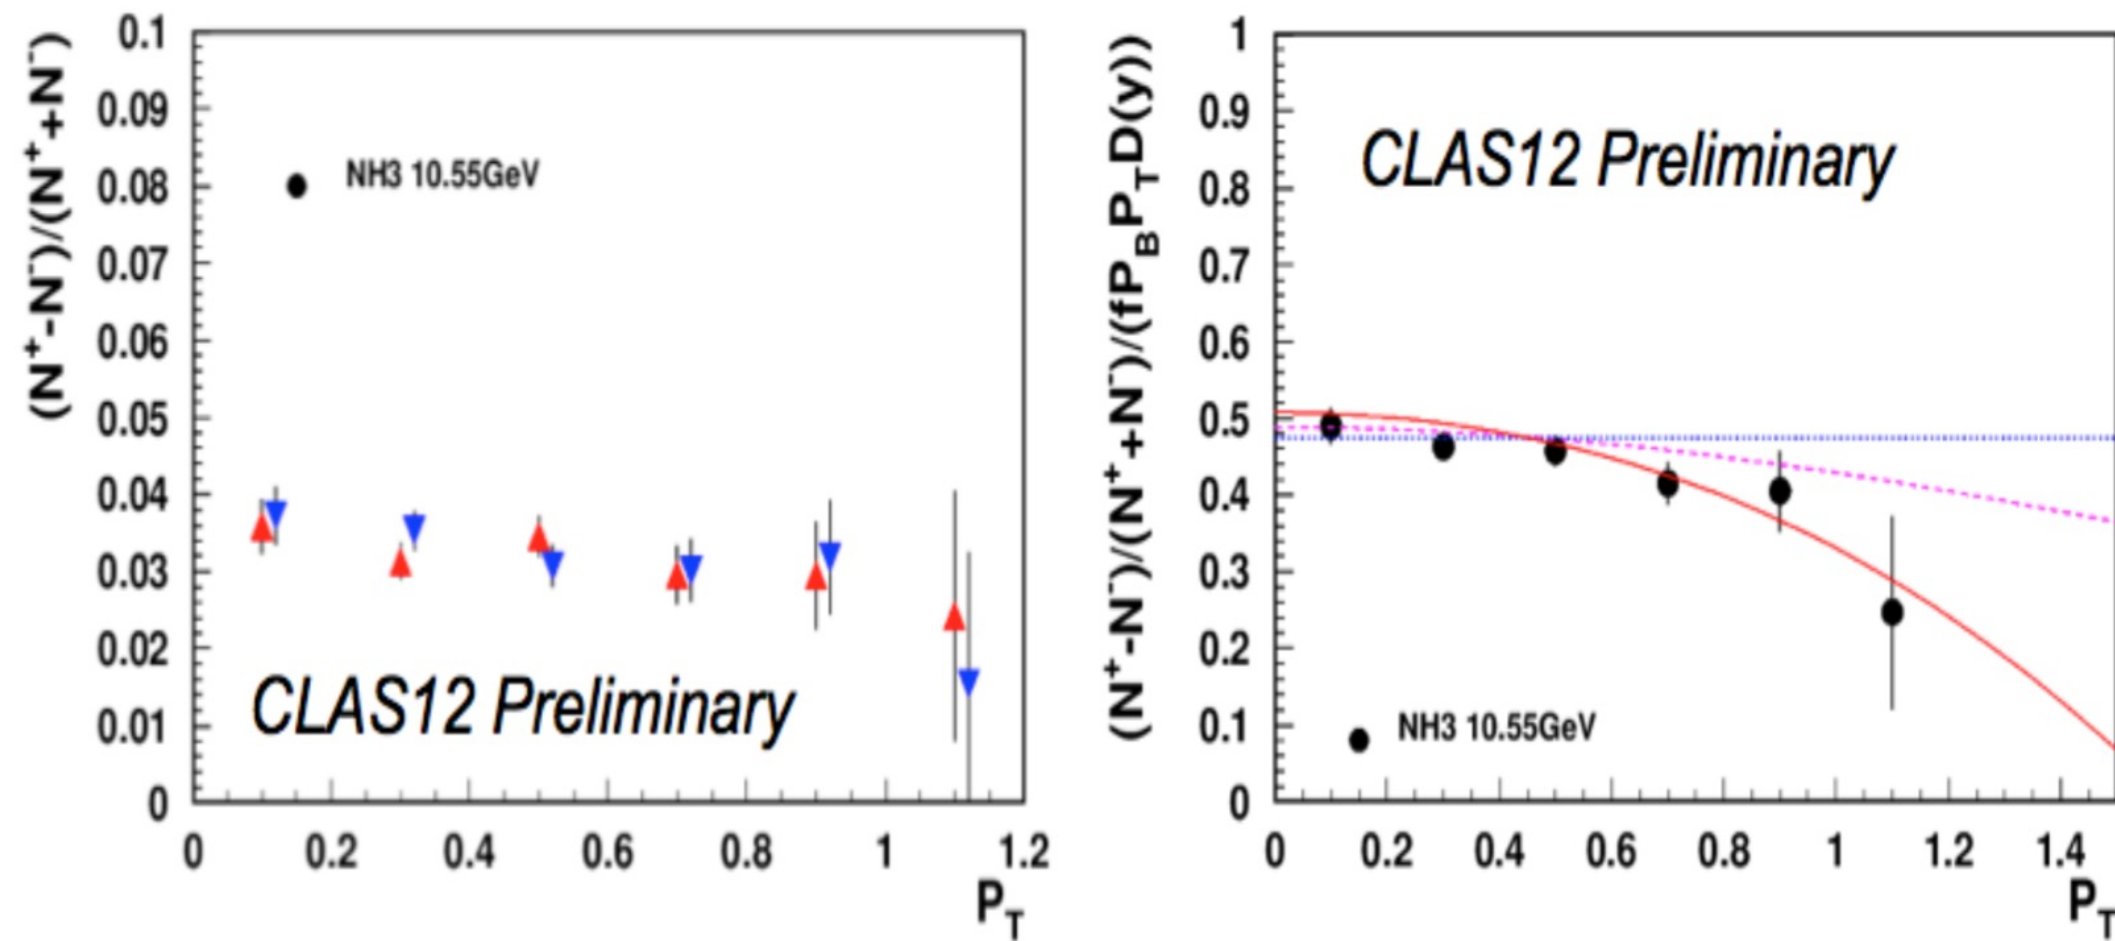 (N⁺-N⁻)/(N⁺+N⁻)
0.1
0.09
0.08
0.07
0.06
0.05
0.04
0.03
0.02
0.01
0
NH3 10.55GeV
CLAS12 Preliminary
0 0.2 0.4 0.6 0.8 1 1.2
P_T
(N⁺-N⁻)/(N⁺+N⁻)/(fP_BP_TD(y))
1
0.9
0.8
0.7
0.6
0.5
0.4
0.3
0.2
0.1
0
CLAS12 Preliminary
NH3 10.55GeV
0 0.2 0.4 0.6 0.8 1 1.2 1.4
P_T